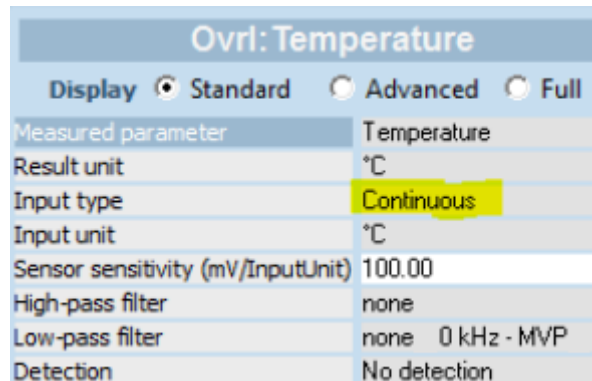 Ovrl: Temperature
Display Standard Advanced Full
Measured parameter Temperature
Result unit °C
Input type Continuous
Input unit °C
Sensor sensitivity (mV/InputUnit) 100.00
High-pass filter none
Low-pass filter none 0 kHz - MVP
Detection No detection